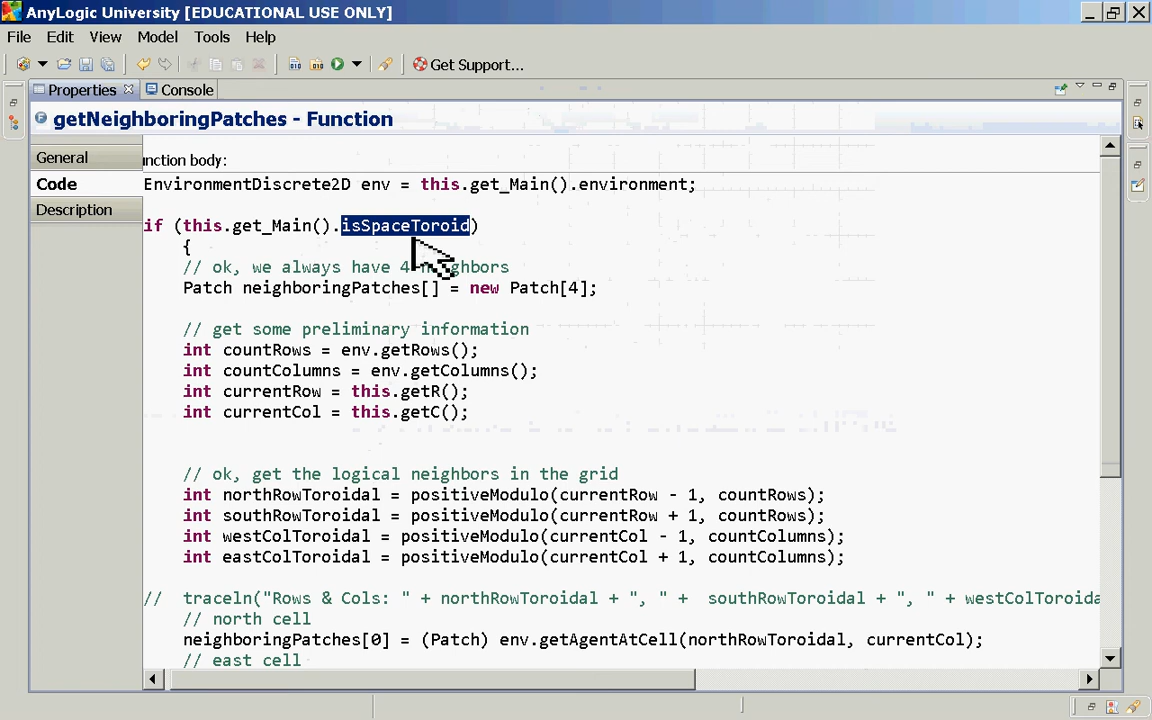 AnyLogic University [EDUCATIONAL USE ONLY]
File Edit View Model Tools Help
Get Support...
Properties Console
getNeighboringPatches - Function
General
Code
Description
unction body:
EnvironmentDiscrete2D env = this.get_Main().environment;
if (this.get_Main().isSpaceToroid)
{
// ok, we always have 4 neighbors
Patch neighboringPatches[] = new Patch[4];
// get some preliminary information
int countRows = env.getRows();
int countColumns = env.getColumns();
int currentRow = this.getR();
int currentCol = this.getC();
// ok, get the logical neighbors in the grid
int northRowToroidal = positiveModulo(currentRow - 1, countRows);
int southRowToroidal = positiveModulo(currentRow + 1, countRows);
int westColToroidal = positiveModulo(currentCol - 1, countColumns);
int eastColToroidal = positiveModulo(currentCol + 1, countColumns);
// traceln("Rows & Cols: " + northRowToroidal + ", " + southRowToroidal + ", " + westColToroida
// north cell
neighboringPatches[0] = (Patch) env.getAgentAtCell(northRowToroidal, currentCol);
// east cell